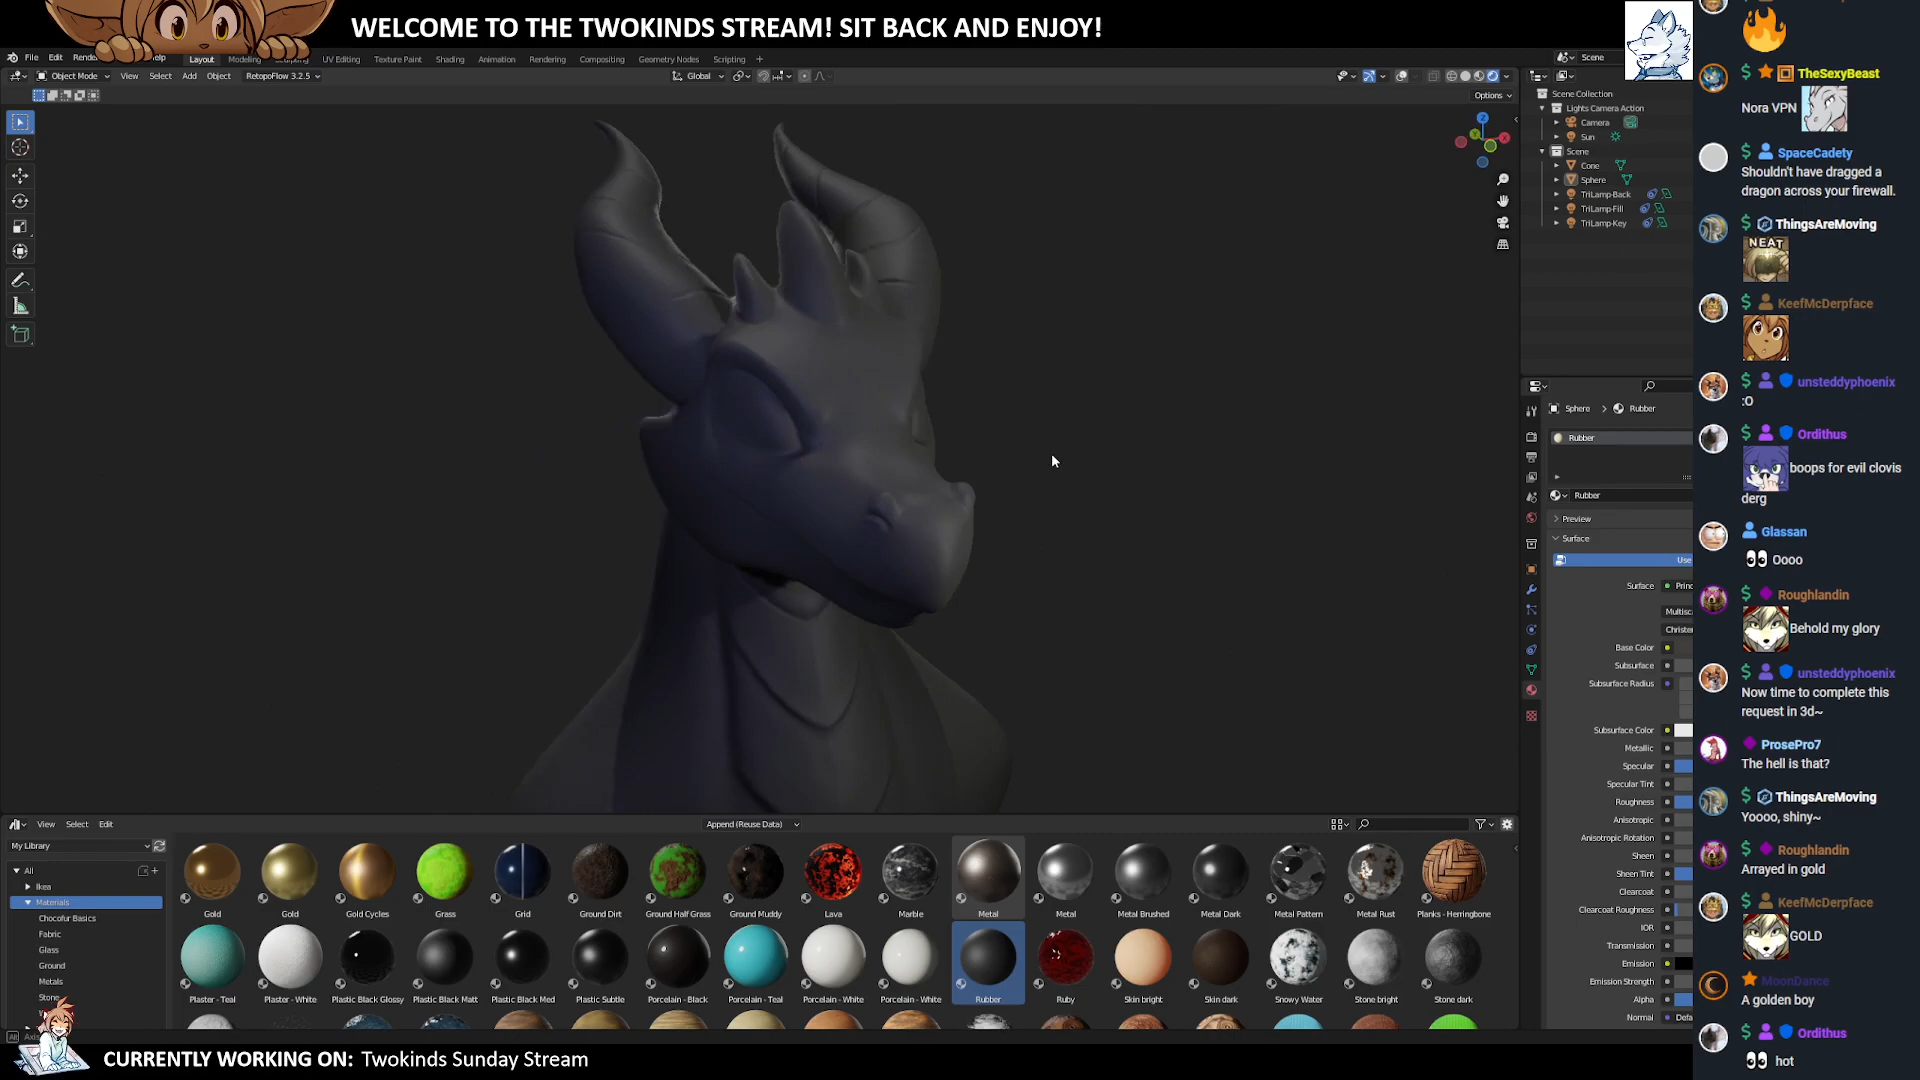 WELCOME TO THE TWOKINDS STREAM! SIT BACK AND ENJOY!
File Edit Layout Modeling UV Editing Texture Paint Shading Animation Rendering Compositing Geometry Nodes Scripting + Scene
Object Mode View Select Add Object RetopoFlow 3.2.5 Global
Options
Scene Collection
Lights Camera Action
Camera
Sun
Scene
Cone
Sphere
TriLamp-Back
TriLamp-Fill
TriLamp-Key
Sphere > Rubber
Rubber
Rubber
Preview
Surface
Use
Surface
Base Color
Subsurface
Subsurface Radius
Subsurface Color
Metallic
Specular
Specular Tint
Roughness
Anisotropic
Anisotropic Rotation
Sheen
Sheen Tint
Clearcoat
Clearcoat Roughness
IOR
Transmission
Emission
Emission Strength
Alpha
Normal
View Select Edit Append (Reuse Data)
My Library
All
Ikea
Materials
Chocofur Basics
Fabric
Glass
Ground
Metals
Stone
Gold Gold Gold Cycles Grass Grid Ground Dirt Ground Half Grass Ground Muddy Lava Marble Metal Metal Metal Brushed Metal Dark Metal Pattern Metal Rust Planks - Herringbone
Plaster - Teal Plaster - White Plastic Black Glossy Plastic Black Matt Plastic Black Med Plastic Subtle Porcelain - Black Porcelain - Teal Porcelain - White Porcelain - White Rubber Ruby Skin bright Skin dark Snowy Water Stone bright Stone dark
CURRENTLY WORKING ON: Twokinds Sunday Stream
TheSexyBeast
Nora VPN
SpaceCadety
Shouldn't have dragged a
dragon across your firewall.
ThingsAreMoving
NEAT
KeefMcDerpface
unsteddyphoenix
:O
Ordithus
boops for evil clovis
derg
Glassan
Oooo
Roughlandin
Behold my glory
unsteddyphoenix
Now time to complete this
request in 3d~
ProsePro7
The hell is that?
ThingsAreMoving
Yoooo, shiny~
Roughlandin
Arrayed in gold
KeefMcDerpface
GOLD
MoonDance
A golden boy
Ordithus
hot